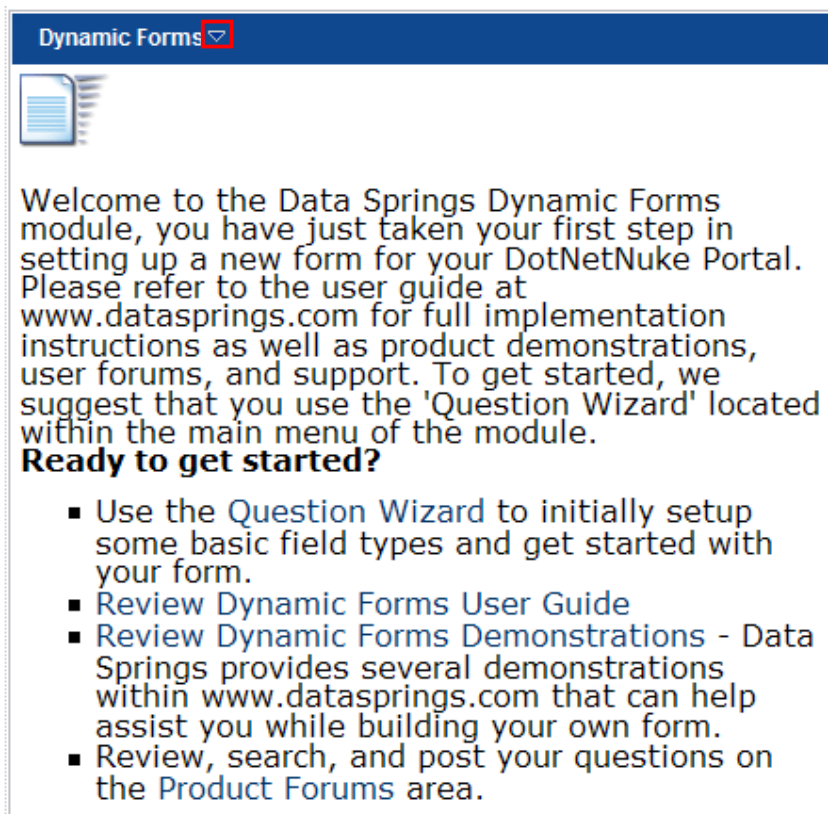 Dynamic Forms
Welcome to the Data Springs Dynamic Forms
module, you have just taken your first step in
setting up a new form for your DotNetNuke Portal.
Please refer to the user guide at
www.datasprings.com for full implementation
instructions as well as product demonstrations,
user forums, and support. To get started, we
suggest that you use the 'Question Wizard' located
within the main menu of the module.
Ready to get started?
▪ Use the Question Wizard to initially setup
some basic field types and get started with
your form.
▪ Review Dynamic Forms User Guide
▪ Review Dynamic Forms Demonstrations - Data
Springs provides several demonstrations
within www.datasprings.com that can help
assist you while building your own form.
▪ Review, search, and post your questions on
the Product Forums area.